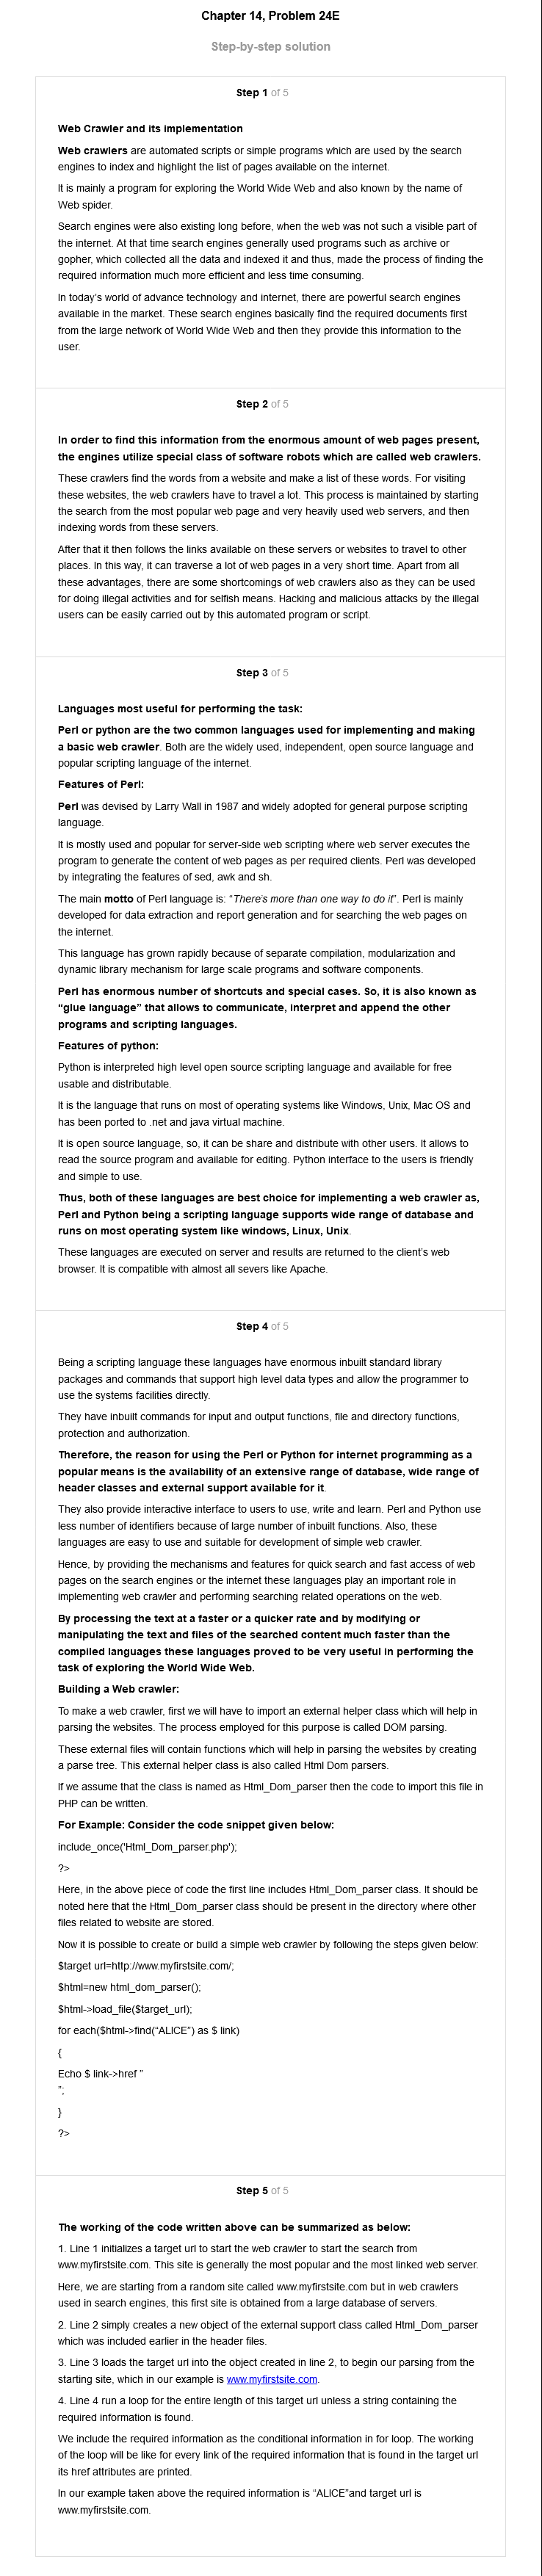 Chapter 14, Problem 24E
Step-by-step solution
Step 1 of 5
Web Crawler and its implementation
Web crawlers are automated scripts or simple programs which are used by the search
engines to index and highlight the list of pages available on the internet.
It is mainly a program for exploring the World Wide Web and also known by the name of
Web spider.
Search engines were also existing long before, when the web was not such a visible part of
the internet. At that time search engines generally used programs such as archive or
gopher, which collected all the data and indexed it and thus, made the process of finding the
required information much more efficient and less time consuming.
In today's world of advance technology and internet, there are powerful search engines
available in the market. These search engines basically find the required documents first
from the large network of World Wide Web and then they provide this information to the
user.
Step 2 of 5
In order to find this information from the enormous amount of web pages present,
the engines utilize special class of software robots which are called web crawlers.
These crawlers find the words from a website and make a list of these words. For visiting
these websites, the web crawlers have to travel a lot. This process is maintained by starting
the search from the most popular web page and very heavily used web servers, and then
indexing words from these servers.
After that it then follows the links available on these servers or websites to travel to other
places. In this way, it can traverse a lot of web pages in a very short time. Apart from all
these advantages, there are some shortcomings of web crawlers also as they can be used
for doing illegal activities and for selfish means. Hacking and malicious attacks by the illegal
users can be easily carried out by this automated program or script.
Step 3 of 5
Languages most useful for performing the task:
Perl or python are the two common languages used for implementing and making
a basic web crawler. Both are the widely used, independent, open source language and
popular scripting language of the internet.
Features of Perl:
Perl was devised by Larry Wall in 1987 and widely adopted for general purpose scripting
language.
It is mostly used and popular for server-side web scripting where web server executes the
program to generate the content of web pages as per required clients. Perl was developed
by integrating the features of sed, awk and sh.
The main motto of Perl language is: “There's more than one way to do it”. Perl is mainly
developed for data extraction and report generation and for searching the web pages on
the internet.
This language has grown rapidly because of separate compilation, modularization and
dynamic library mechanism for large scale programs and software components.
Perl has enormous number of shortcuts and special cases. So, it is also known as
“glue language” that allows to communicate, interpret and append the other
programs and scripting languages.
Features of python:
Python is interpreted high level open source scripting language and available for free
usable and distributable.
It is the language that runs on most of operating systems like Windows, Unix, Mac OS and
has been ported to .net and java virtual machine.
It is open source language, so, it can be share and distribute with other users. It allows to
read the source program and available for editing. Python interface to the users is friendly
and simple to use.
Thus, both of these languages are best choice for implementing a web crawler as,
Perl and Python being a scripting language supports wide range of database and
runs on most operating system like windows, Linux, Unix.
These languages are executed on server and results are returned to the client's web
browser. It is compatible with almost all severs like Apache.
Step 4 of 5
Being a scripting language these languages have enormous inbuilt standard library
packages and commands that support high level data types and allow the programmer to
use the systems facilities directly.
They have inbuilt commands for input and output functions, file and directory functions,
protection and authorization.
Therefore, the reason for using the Perl or Python for internet programming as a
popular means is the availability of an extensive range of database, wide range of
header classes and external support available for it.
They also provide interactive interface to users to use, write and learn. Perl and Python use
less number of identifiers because of large number of inbuilt functions. Also, these
languages are easy to use and suitable for development of simple web crawler.
Hence, by providing the mechanisms and features for quick search and fast access of web
pages on the search engines or the internet these languages play an important role in
implementing web crawler and performing searching related operations on the web.
By processing the text at a faster or a quicker rate and by modifying or
manipulating the text and files of the searched content much faster than the
compiled languages these languages proved to be very useful in performing the
task of exploring the World Wide Web.
Building a Web crawler:
To make a web crawler, first we will have to import an external helper class which will help in
parsing the websites. The process employed for this purpose is called DOM parsing.
These external files will contain functions which will help in parsing the websites by creating
a parse tree. This external helper class is also called Html Dom parsers.
If we assume that the class is named as Html_Dom_parser then the code to import this file in
PHP can be written.
For Example: Consider the code snippet given below:
include_once('Html_Dom_parser.php');
?>
Here, in the above piece of code the first line includes Html_Dom_parser class. It should be
noted here that the Html_Dom_parser class should be present in the directory where other
files related to website are stored.
Now it is possible to create or build a simple web crawler by following the steps given below:
$target url=http://www.myfirstsite.com/;
$html=new html_dom_parser();
$html->load_file($target_url);
for each($html->find(“ALICE”) as $ link)
{
Echo $ link->href ”
”;
}
?>
Step 5 of 5
The working of the code written above can be summarized as below:
1. Line 1 initializes a target url to start the web crawler to start the search from
www.myfirstsite.com. This site is generally the most popular and the most linked web server.
Here, we are starting from a random site called www.myfirstsite.com but in web crawlers
used in search engines, this first site is obtained from a large database of servers.
2. Line 2 simply creates a new object of the external support class called Html_Dom_parser
which was included earlier in the header files.
3. Line 3 loads the target url into the object created in line 2, to begin our parsing from the
starting site, which in our example is www.myfirstsite.com.
4. Line 4 run a loop for the entire length of this target url unless a string containing the
required information is found.
We include the required information as the conditional information in for loop. The working
of the loop will be like for every link of the required information that is found in the target url
its href attributes are printed.
In our example taken above the required information is “ALICE”and target url is
www.myfirstsite.com.